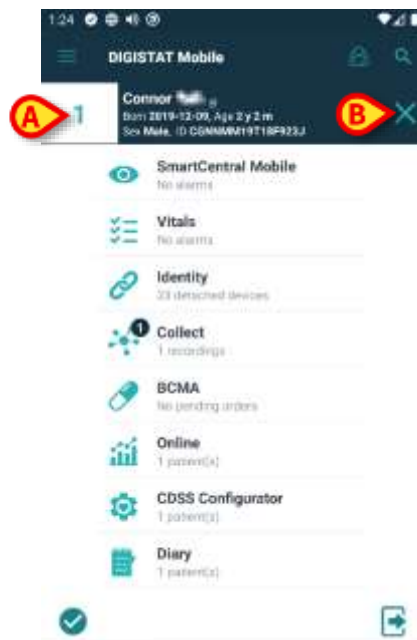 1:24
DIGISTAT Mobile
A
1
Connor
Born 2019-12-09, Age 2 y 2 m
Sex Male, ID
B
SmartCentral Mobile
No alarms
Vitals
No alarms
Identity
23 detached devices
1
Collect
1 recordings
BCMA
No pending orders
Online
1 patient(s)
CDSS Configurator
1 patient(s)
Diary
1 patient(s)